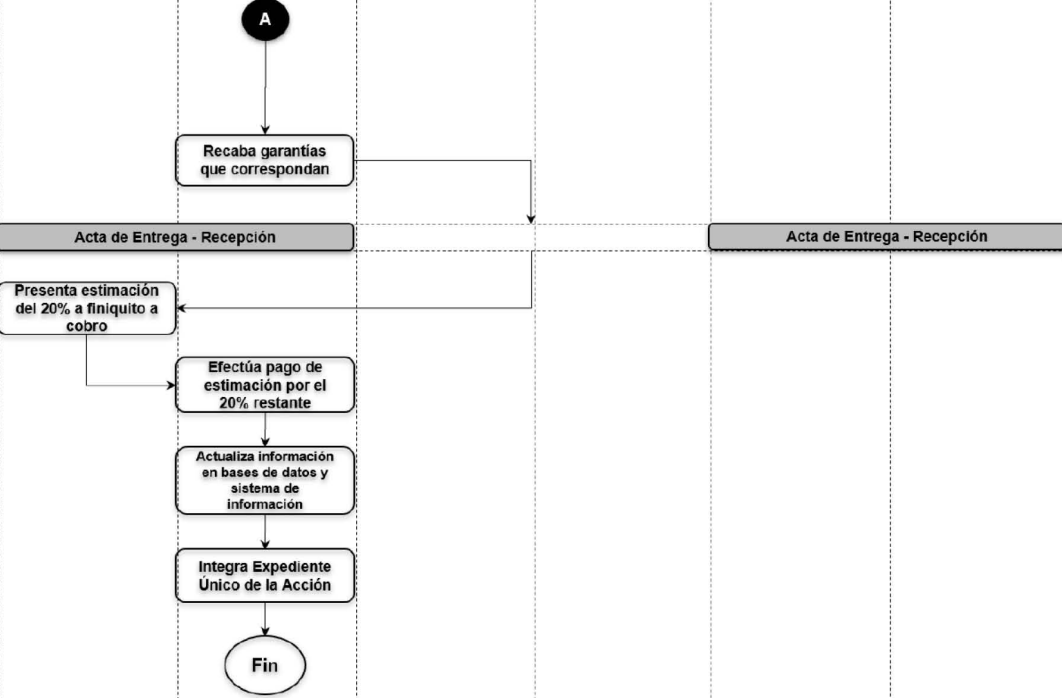 A
Recaba garantías
que correspondan
Acta de Entrega - Recepción
Acta de Entrega - Recepción
Presenta estimación
del 20% a finiquito a
cobro
Efectúa pago de
estimación por el
20% restante
Actualiza información
en bases de datos y
sistema de
información
Integra Expediente
Único de la Acción
Fin